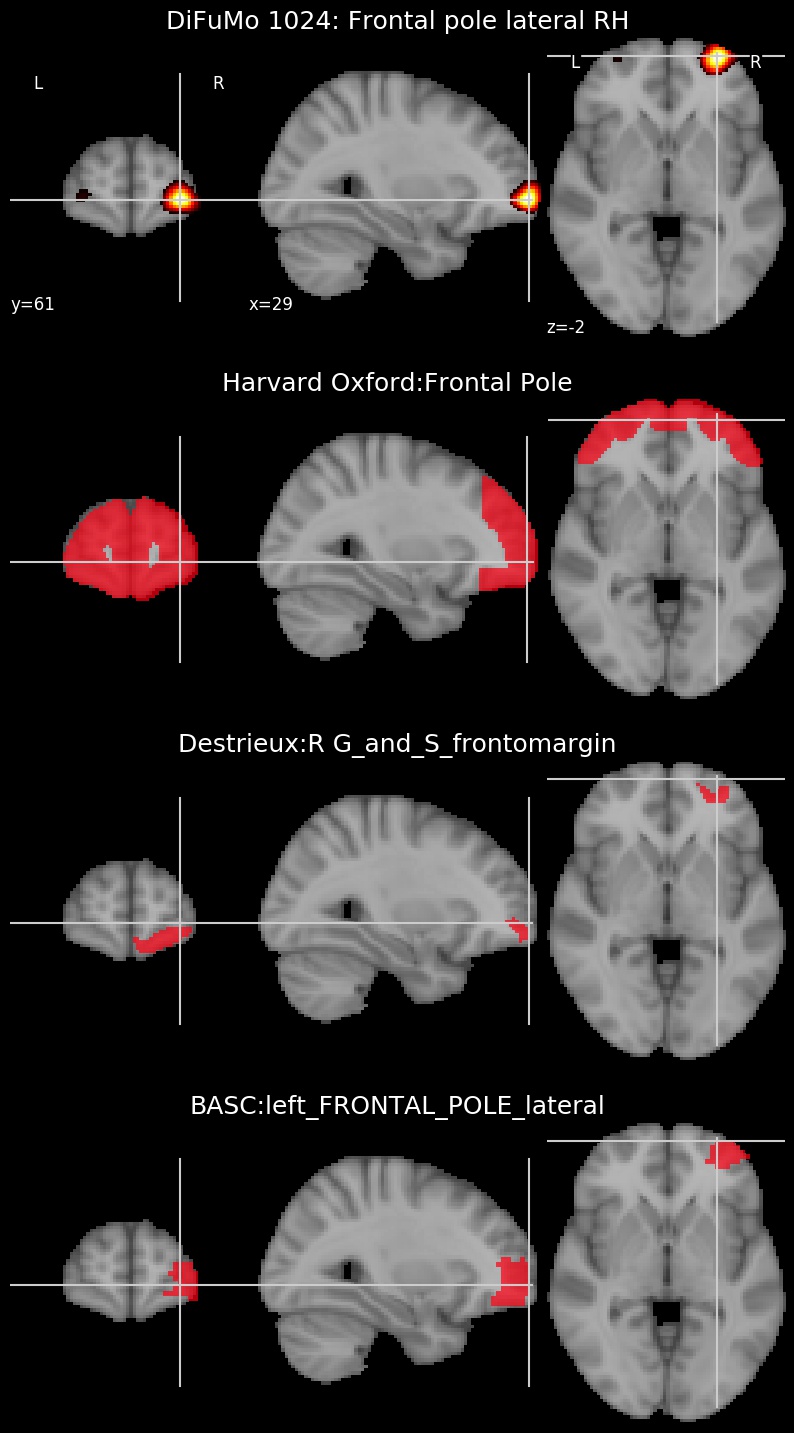 DiFuMo 1024: Frontal pole lateral RH
L R L R
y=61 x=29 z=-2
Harvard Oxford:Frontal Pole
Destrieux:R G_and_S_frontomargin
BASC:left_FRONTAL_POLE_lateral